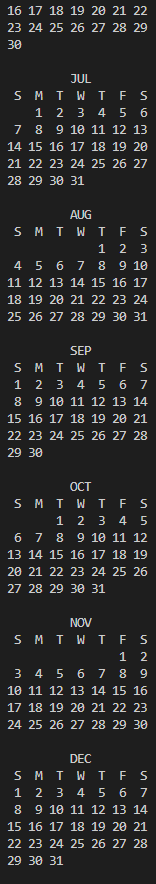 16 17 18 19 20 21 22
23 24 25 26 27 28 29
30
JUL
S M T W T F S
1 2 3 4 5 6
7 8 9 10 11 12 13
14 15 16 17 18 19 20
21 22 23 24 25 26 27
28 29 30 31
AUG
S M T W T F S
1 2 3
4 5 6 7 8 9 10
11 12 13 14 15 16 17
18 19 20 21 22 23 24
25 26 27 28 29 30 31
SEP
S M T W T F S
1 2 3 4 5 6 7
8 9 10 11 12 13 14
15 16 17 18 19 20 21
22 23 24 25 26 27 28
29 30
OCT
S M T W T F S
1 2 3 4 5
6 7 8 9 10 11 12
13 14 15 16 17 18 19
20 21 22 23 24 25 26
27 28 29 30 31
NOV
S M T W T F S
1 2
3 4 5 6 7 8 9
10 11 12 13 14 15 16
17 18 19 20 21 22 23
24 25 26 27 28 29 30
DEC
S M T W T F S
1 2 3 4 5 6 7
8 9 10 11 12 13 14
15 16 17 18 19 20 21
22 23 24 25 26 27 28
29 30 31